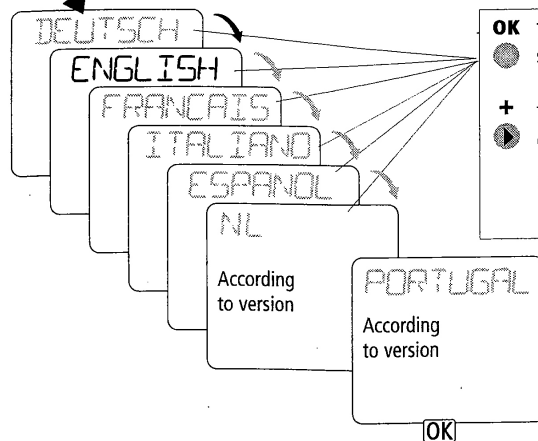 DEUTSCH
ENGLISH
FRANCAIS
ITALIANO
ESPANOL
NL
According
to version
PORTUGAL
According
to version
OK
OK
+